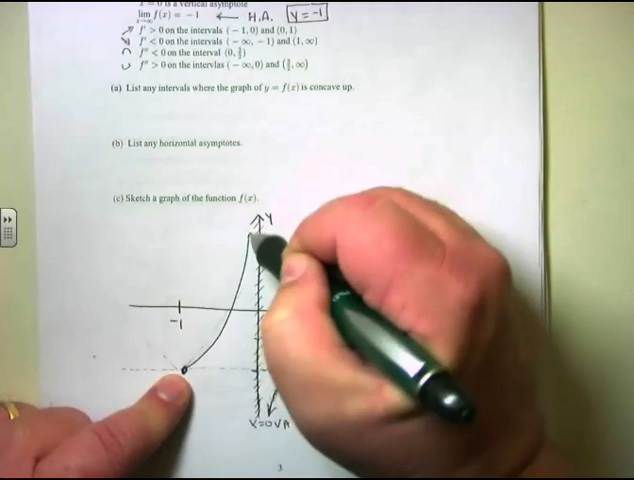 x = 0 is a vertical asymptote
lim f(x) = −1 ← H.A. y = −1
x→∞
↗ f′ > 0 on the intervals (−1, 0) and (0, 1)
↘ f′ < 0 on the intervals (−∞, −1) and (1, ∞)
∩ f″ < 0 on the interval (0, 3/2)
∪ f″ > 0 on the intervlas (−∞, 0) and (3/2, ∞)
(a) List any intervals where the graph of y = f(x) is concave up.
(b) List any horizontal asymptotes.
(c) Sketch a graph of the function f(x).
y
−1
x=0 VA
3